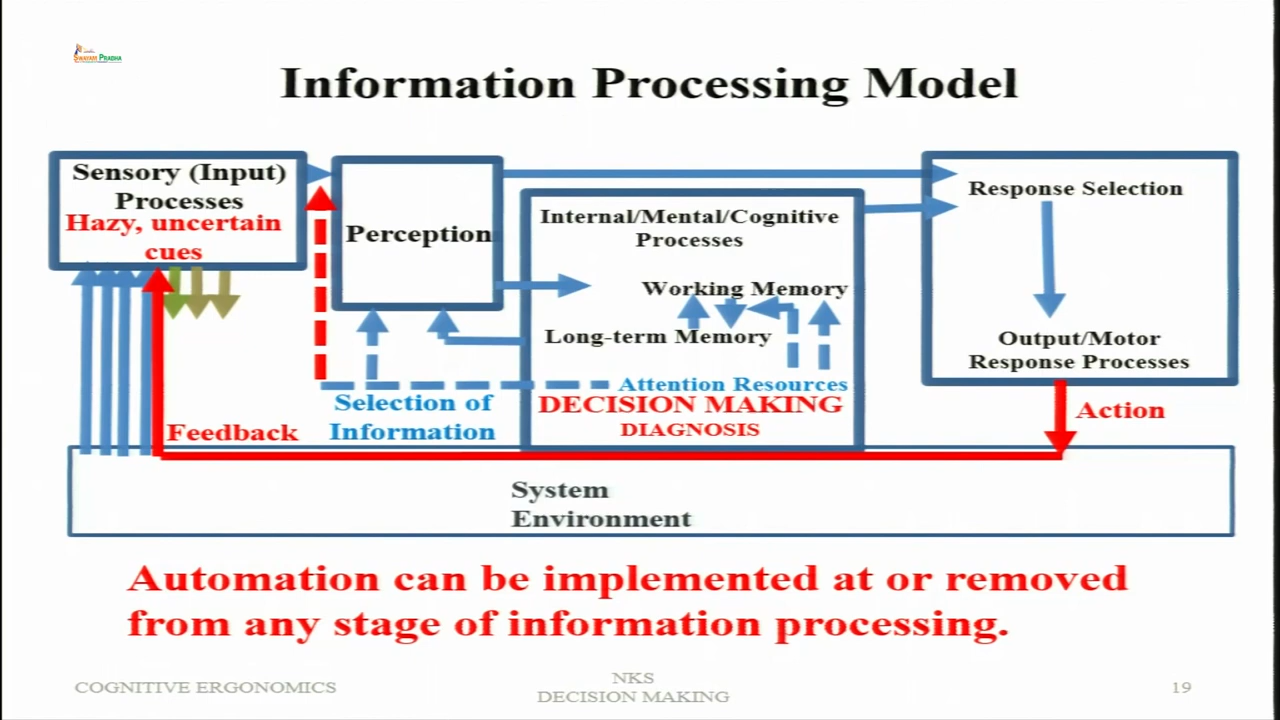 SWAYAM PRABHA
Information Processing Model
Sensory (Input)
Processes
Hazy, uncertain
cues
Perception
Internal/Mental/Cognitive
Processes
Working Memory
Long-term Memory
Attention Resources
DECISION MAKING
DIAGNOSIS
Response Selection
Output/Motor
Response Processes
Action
Selection of
Information
Feedback
System
Environment
Automation can be implemented at or removed
from any stage of information processing.
COGNITIVE ERGONOMICS
NKS
DECISION MAKING
19